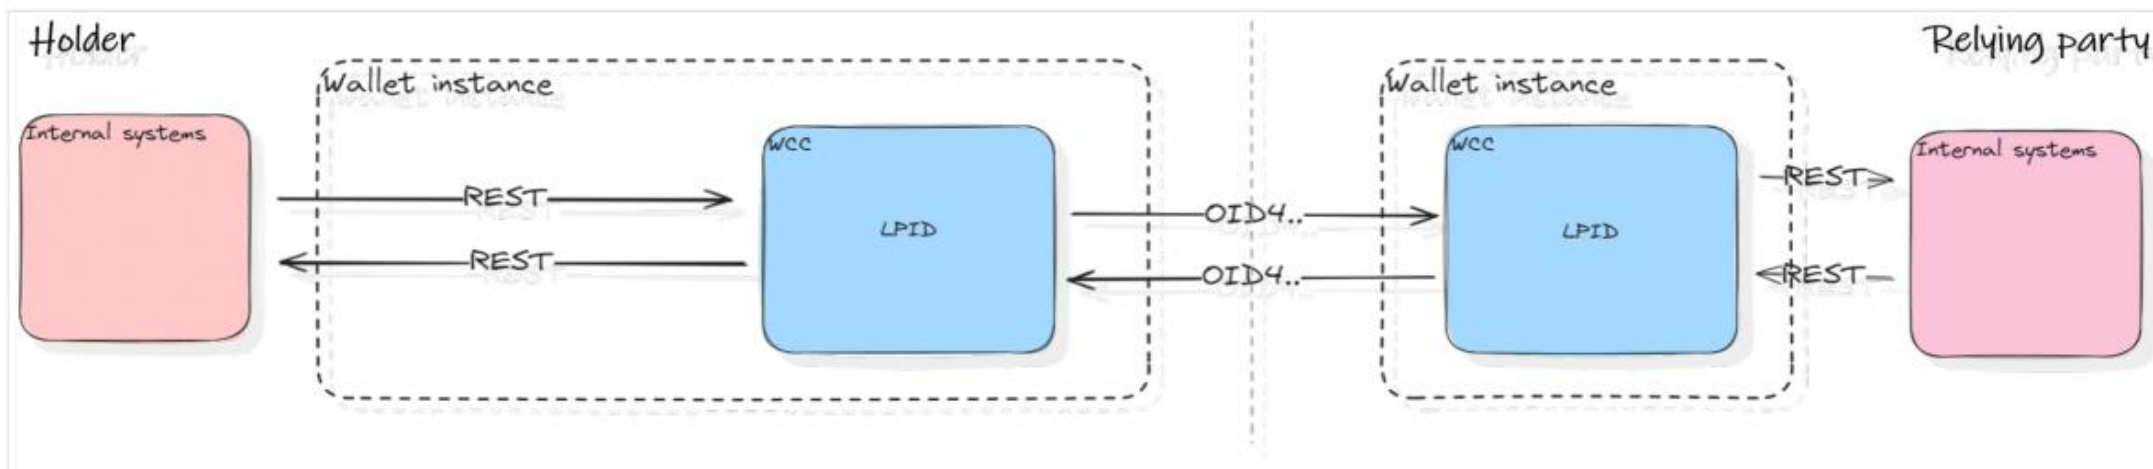 Holder
Relying party
Wallet instance
Wallet instance
Internal systems
WCC
WCC
Internal systems
REST
REST
OID4..
LPID
LPID
REST
OID4..
REST